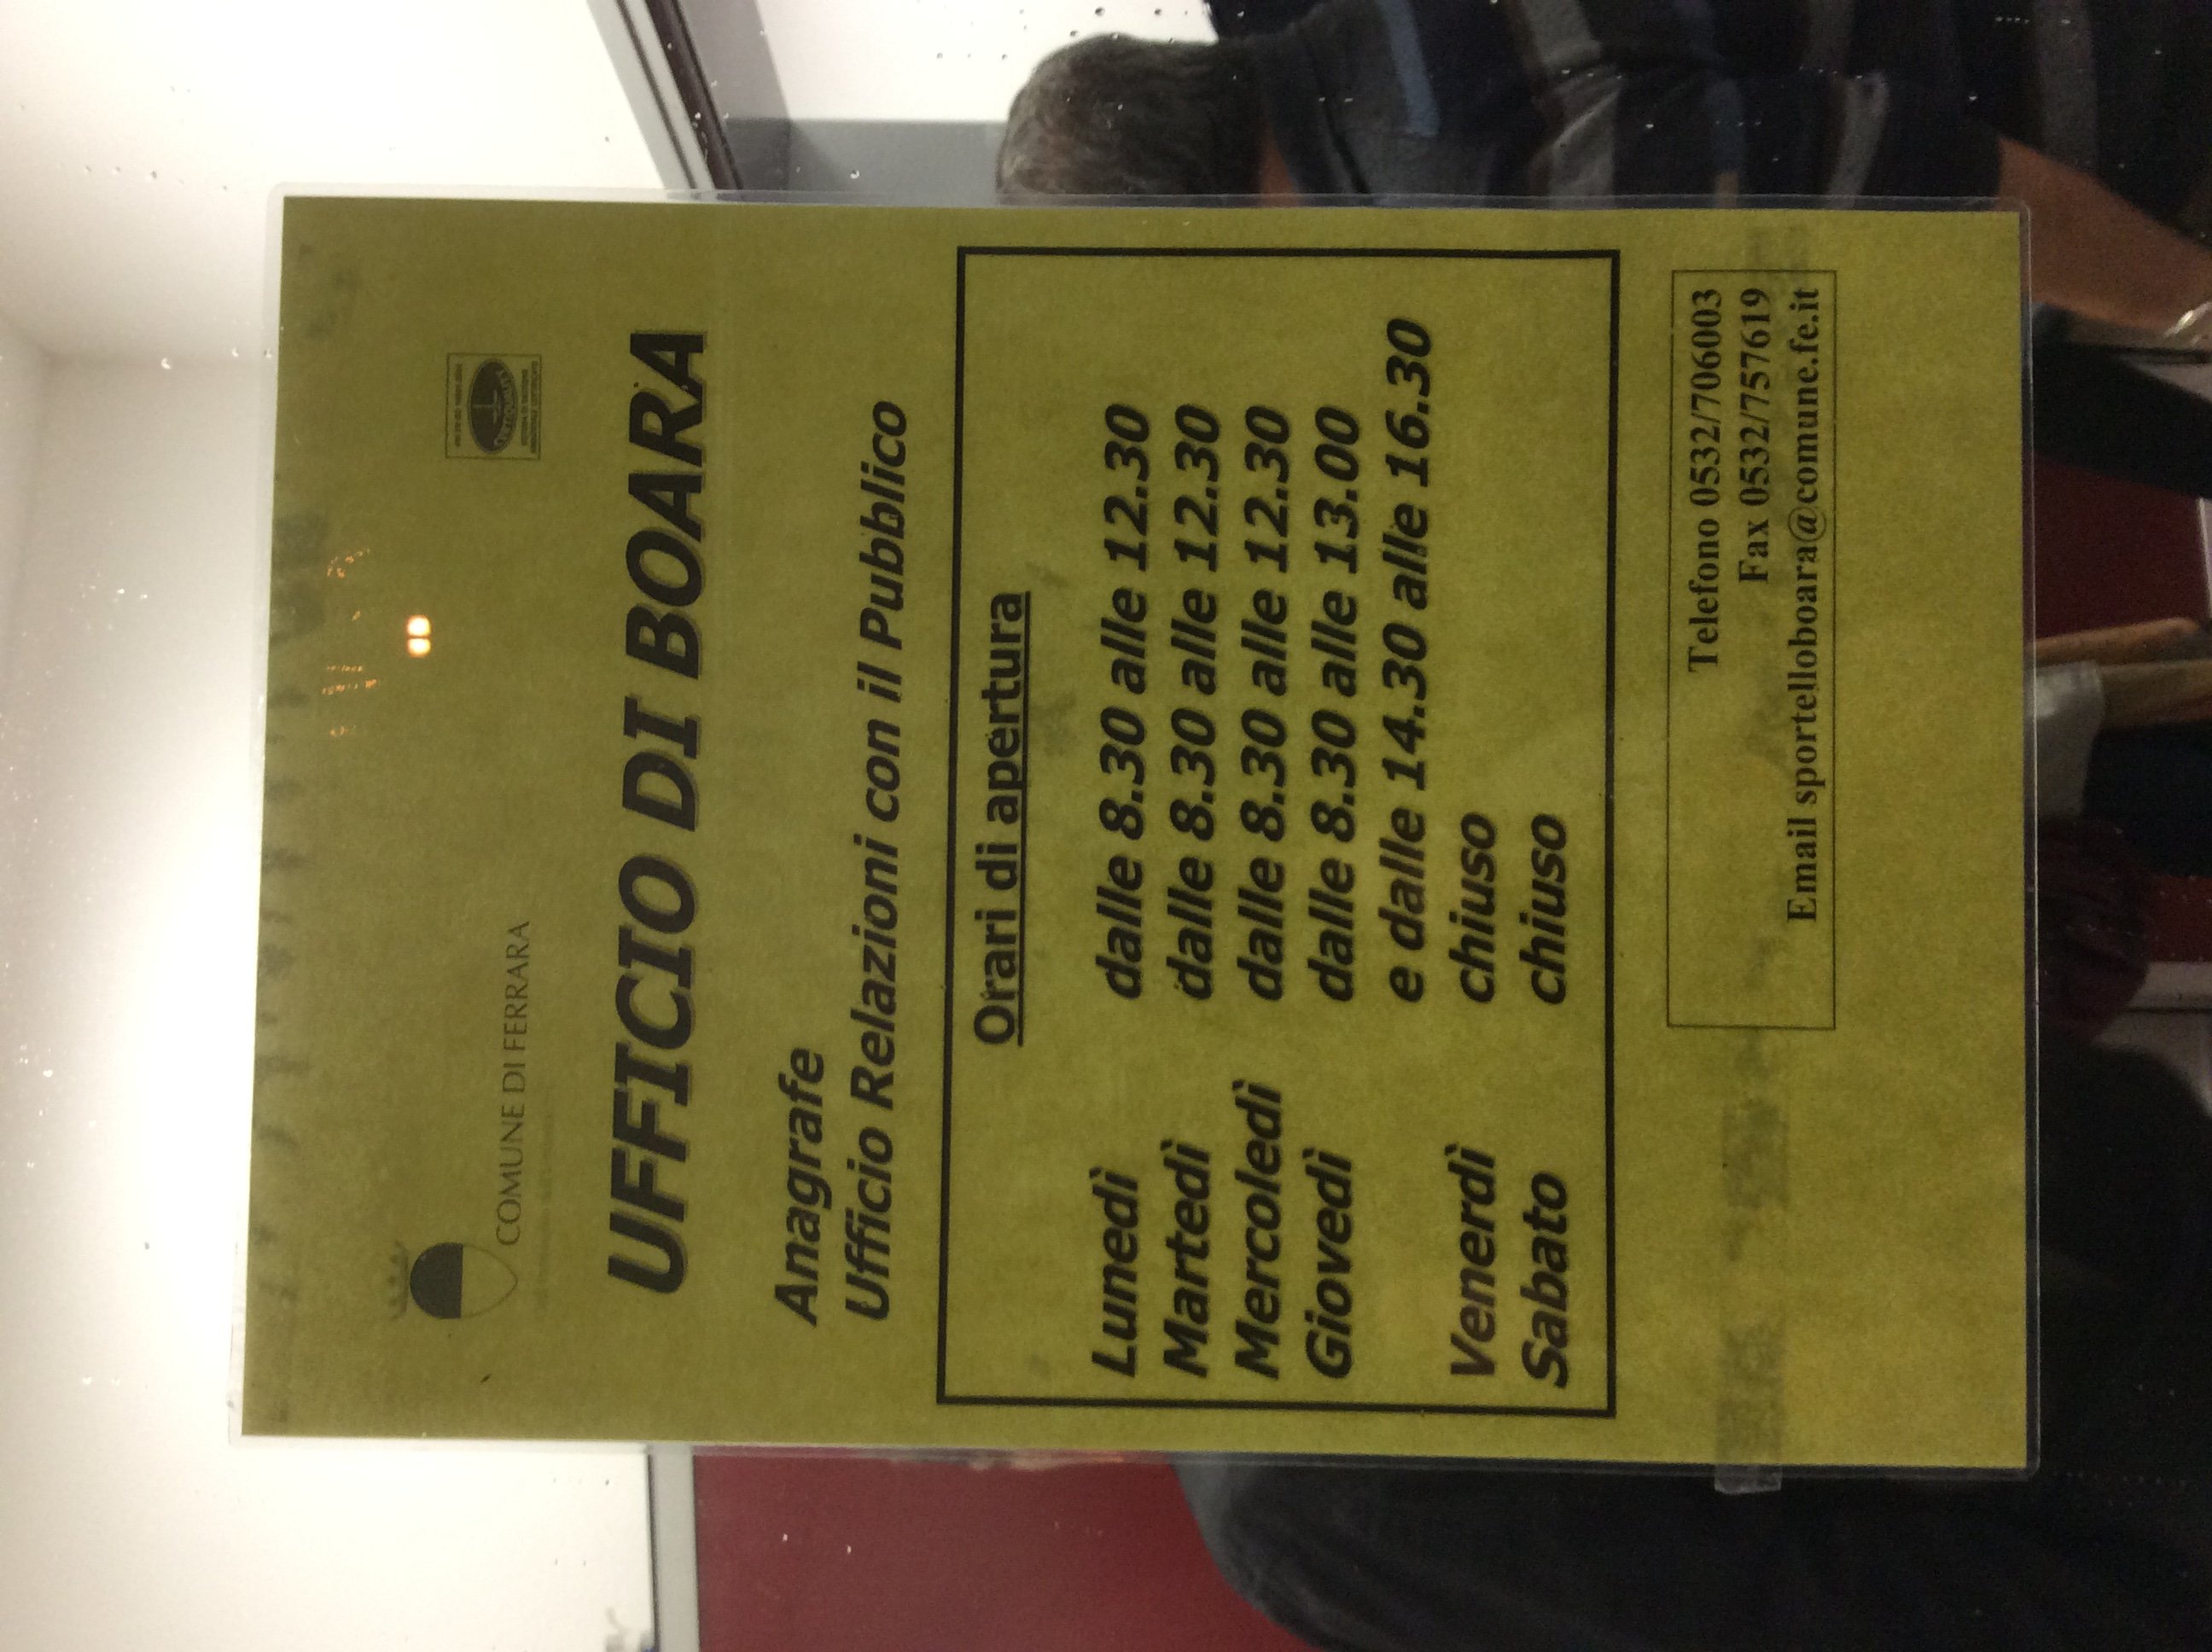 COMUNE DI FERRARA
UFFICIO DI BOARA
Anagrafe
Ufficio Relazioni con il Pubblico
Orari di apertura
Lunedì dalle 8.30 alle 12.30
Martedì dalle 8.30 alle 12.30
Mercoledì dalle 8.30 alle 12.30
Giovedì dalle 8.30 alle 13.00
e dalle 14.30 alle 16.30
Venerdì chiuso
Sabato chiuso
Telefono 0532/706003
Fax 0532/757619
Email sportelloboara@comune.fe.it